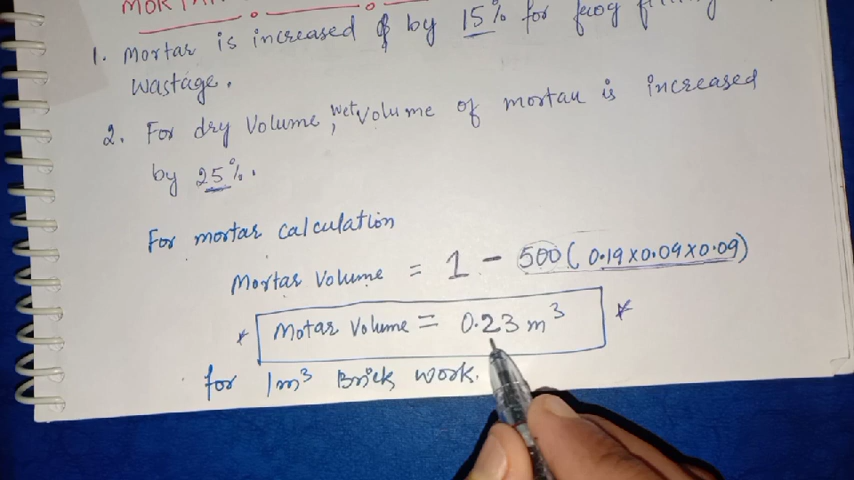 1. Mortar is increased by 15% for frog filling
wastage.
2. For dry Volume, wet volume of mortar is increased
by 25%.
For mortar calculation
Mortar Volume = 1 - 500 ( 0.19 x 0.09 x 0.09)
* Motar Volume = 0.23 m³ *
for 1m³ Brick work.